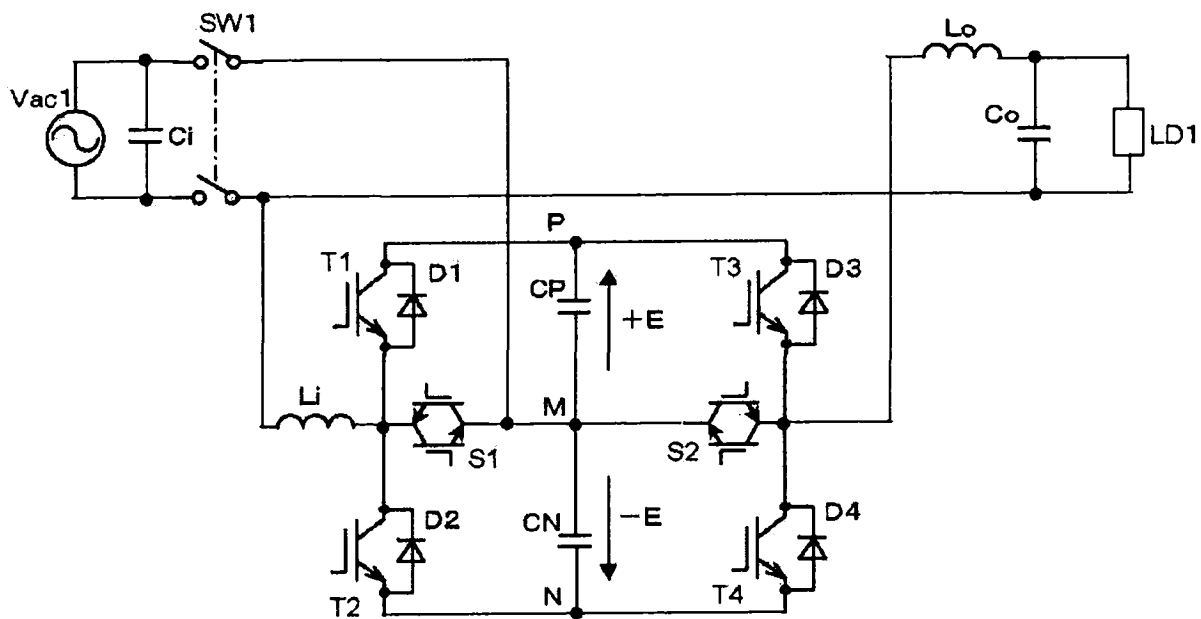 SW1
Lo
Vac1
Ci
Co
LD1
P
T1
D1
CP
+E
T3
D3
Li
M
S1
S2
D2
CN
−E
D4
T2
N
T4